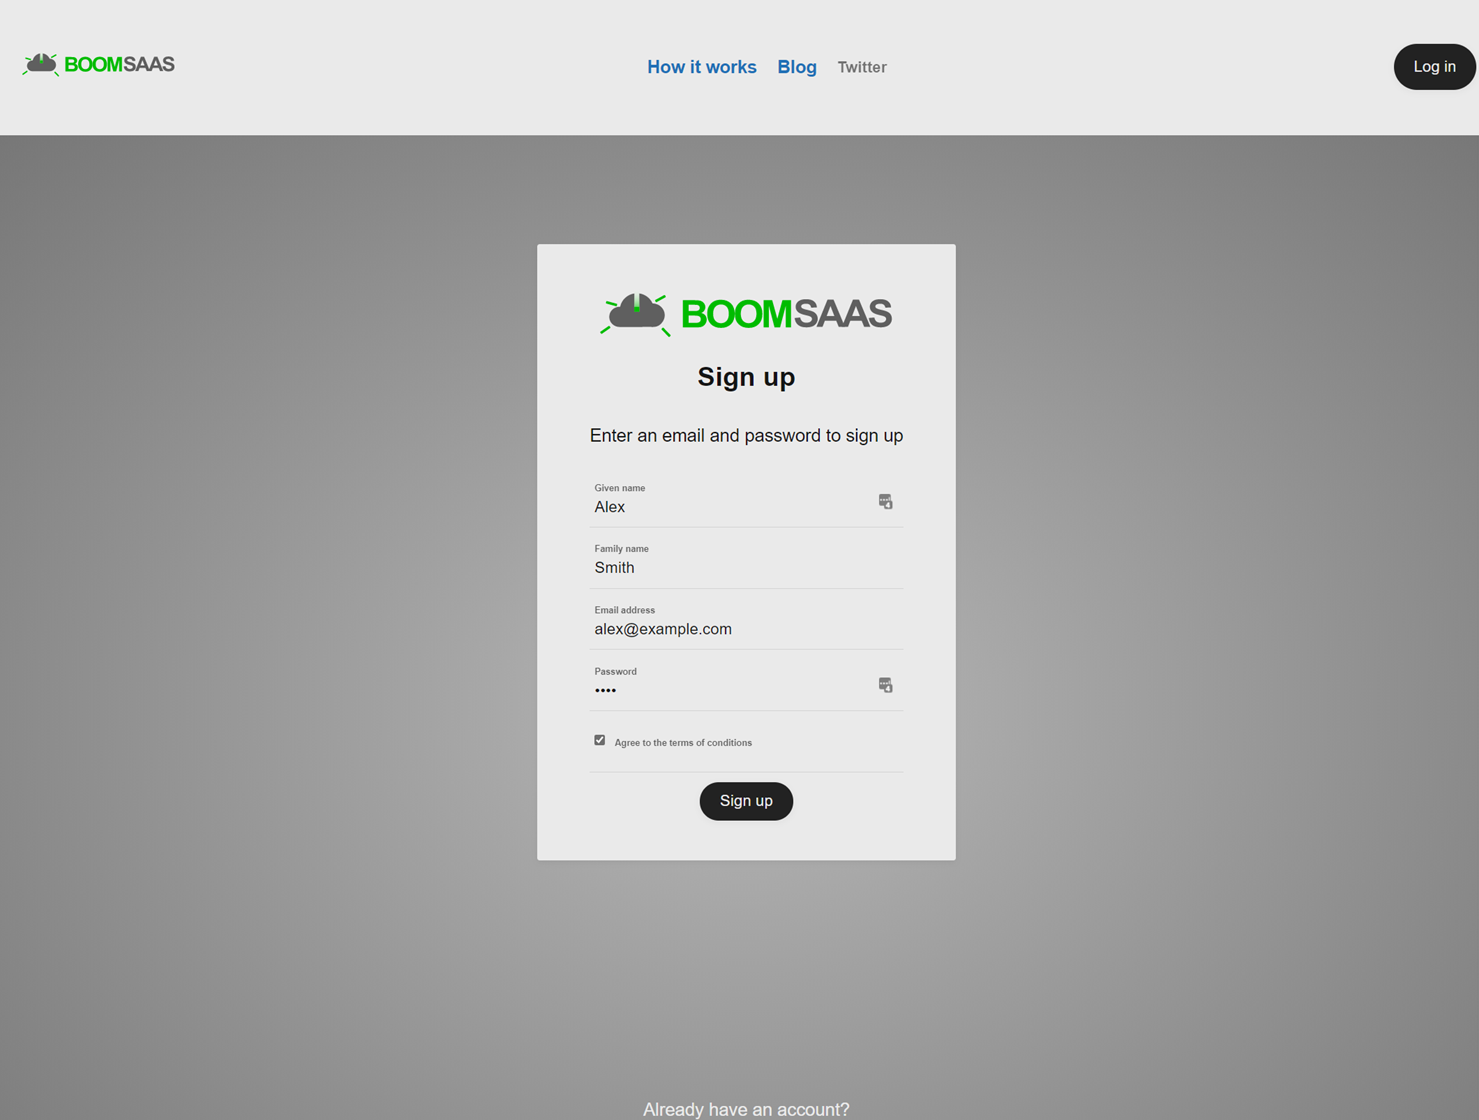 BOOMSAAS
How it works Blog Twitter
Log in
BOOMSAAS
Sign up
Enter an email and password to sign up
Given name
Alex
Family name
Smith
Email address
alex@example.com
Password
••••
Agree to the terms of conditions
Sign up
Already have an account?